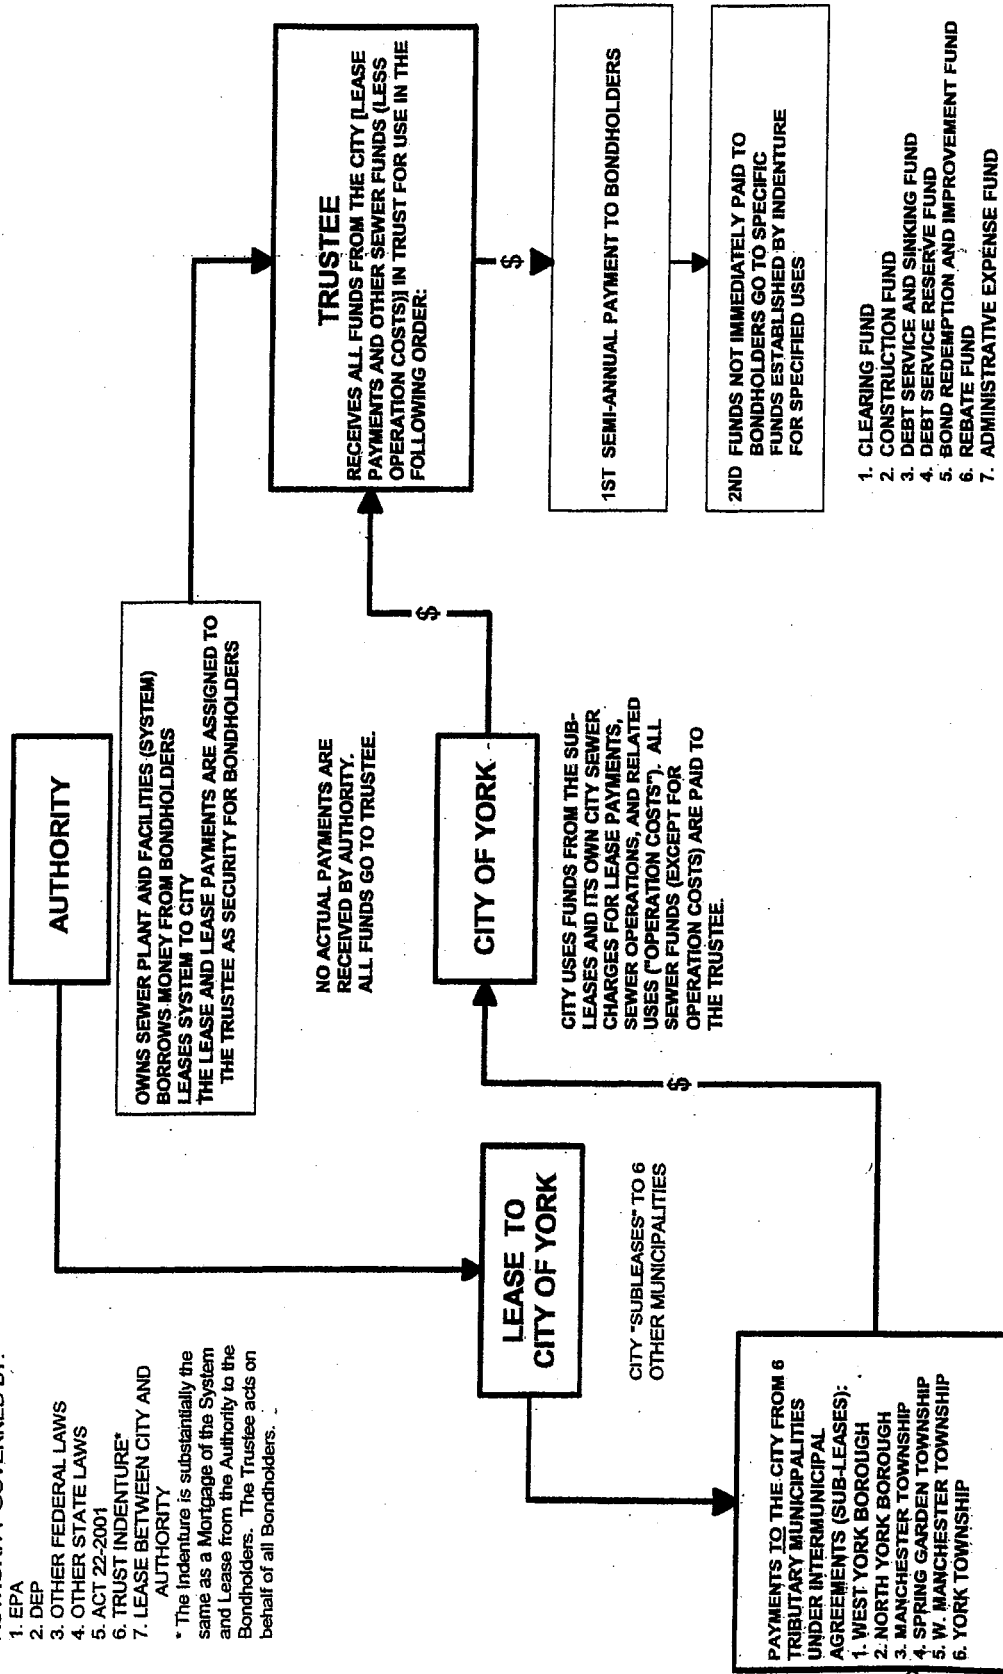 1. EPA
2. DEP
3. OTHER FEDERAL LAWS
4. OTHER STATE LAWS
5. ACT 22-2001
6. TRUST INDENTURE*
7. LEASE BETWEEN CITY AND
AUTHORITY
* The Indenture is substantially the
same as a Mortgage of the System
and Lease from the Authority to the
Bondholders. The Trustee acts on
behalf of all Bondholders.
AUTHORITY
OWNS SEWER PLANT AND FACILITIES (SYSTEM)
BORROWS MONEY FROM BONDHOLDERS
LEASES SYSTEM TO CITY
THE LEASE AND LEASE PAYMENTS ARE ASSIGNED TO
THE TRUSTEE AS SECURITY FOR BONDHOLDERS
NO ACTUAL PAYMENTS ARE
RECEIVED BY AUTHORITY.
ALL FUNDS GO TO TRUSTEE.
LEASE TO
CITY OF YORK
CITY "SUBLEASES" TO 6
OTHER MUNICIPALITIES
PAYMENTS TO THE CITY FROM 6
TRIBUTARY MUNICIPALITIES
UNDER INTERMUNICIPAL
AGREEMENTS (SUB-LEASES):
1. WEST YORK BOROUGH
2. NORTH YORK BOROUGH
3. MANCHESTER TOWNSHIP
4. SPRING GARDEN TOWNSHIP
5. W. MANCHESTER TOWNSHIP
6. YORK TOWNSHIP
$
CITY OF YORK
CITY USES FUNDS FROM THE SUB-
LEASES AND ITS OWN CITY SEWER
CHARGES FOR LEASE PAYMENTS,
SEWER OPERATIONS, AND RELATED
USES ("OPERATION COSTS"). ALL
SEWER FUNDS (EXCEPT FOR
OPERATION COSTS) ARE PAID TO
THE TRUSTEE.
$
TRUSTEE
RECEIVES ALL FUNDS FROM THE CITY [LEASE
PAYMENTS AND OTHER SEWER FUNDS (LESS
OPERATION COSTS)] IN TRUST FOR USE IN THE
FOLLOWING ORDER:
$
1ST SEMI-ANNUAL PAYMENT TO BONDHOLDERS
2ND FUNDS NOT IMMEDIATELY PAID TO
BONDHOLDERS GO TO SPECIFIC
FUNDS ESTABLISHED BY INDENTURE
FOR SPECIFIED USES
1. CLEARING FUND
2. CONSTRUCTION FUND
3. DEBT SERVICE AND SINKING FUND
4. DEBT SERVICE RESERVE FUND
5. BOND REDEMPTION AND IMPROVEMENT FUND
6. REBATE FUND
7. ADMINISTRATIVE EXPENSE FUND